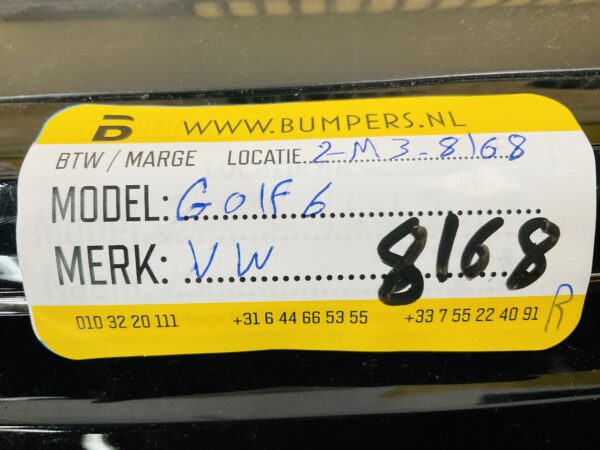 B WWW.BUMPERS.NL
BTW / MARGE LOCATIE 2M3-8168
MODEL: GOlF 6
MERK: VW 8168
010 32 20 111 +31 6 44 66 53 55 +33 7 55 22 40 91 R